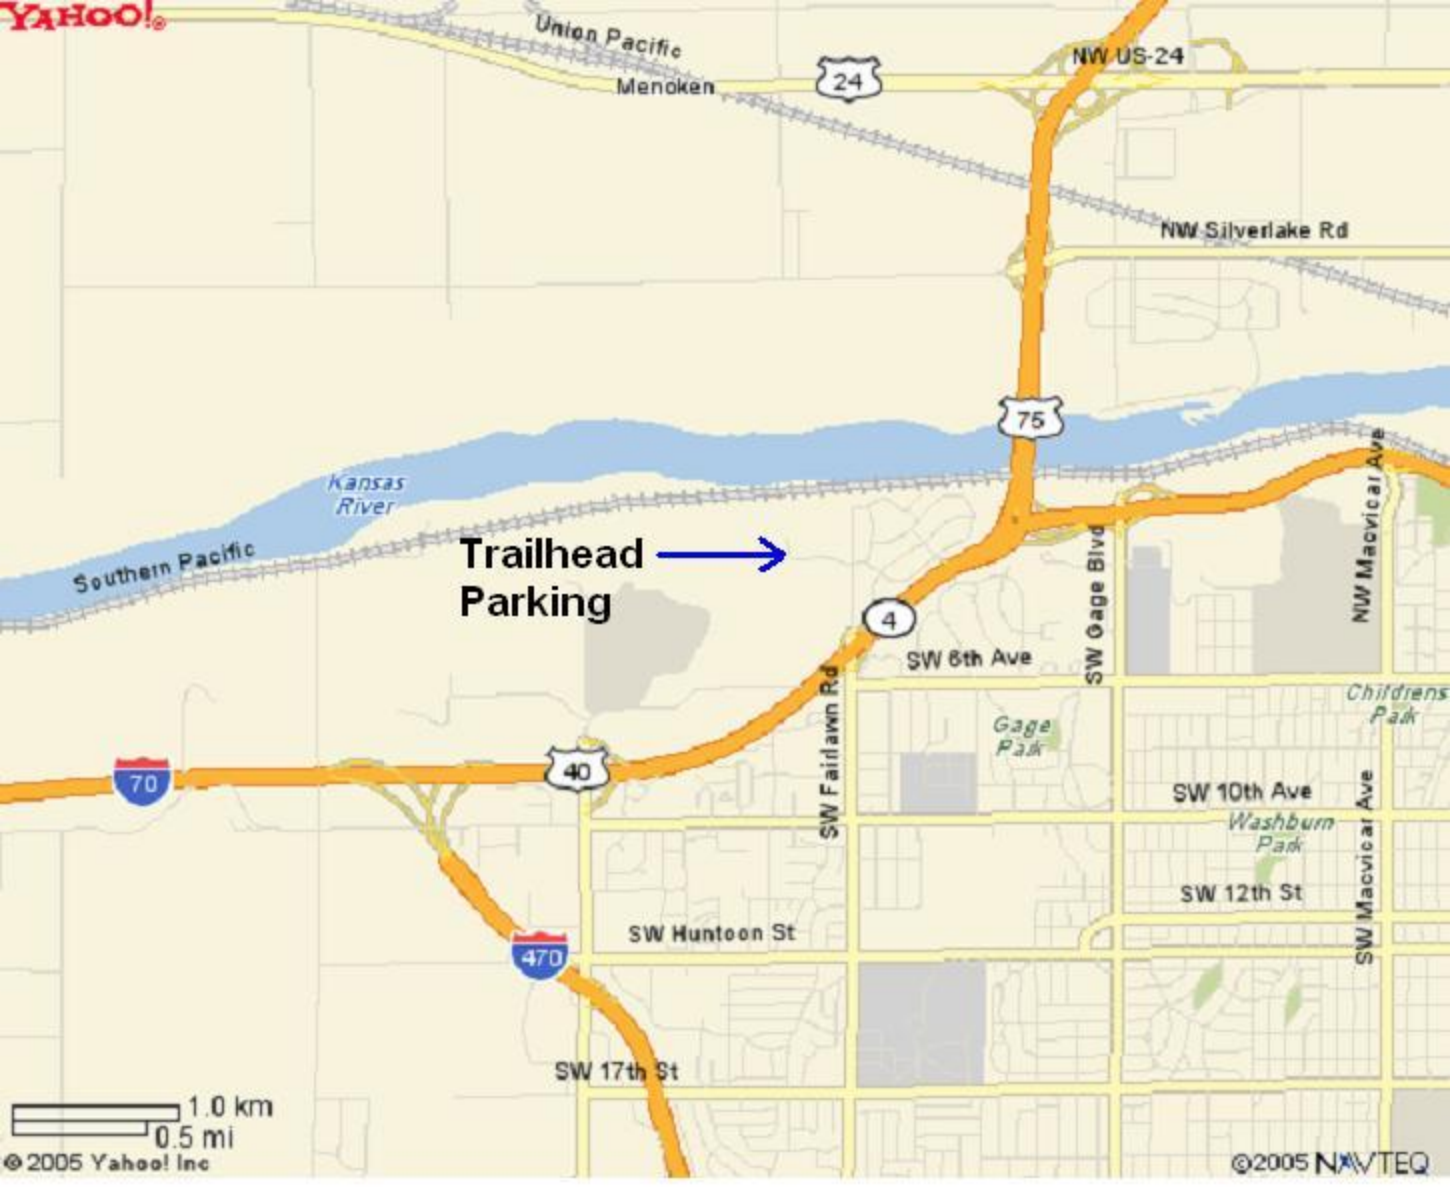 YAHOO!®
Union Pacific
NW US-24
24
Menoken
NW Silverlake Rd
75
Kansas
River
NW Macvicar Ave
Southern Pacific
Trailhead
Parking
SW Gage Blvd
4
SW 6th Ave
SW Fairlawn Rd
Childrens
Park
Gage
Park
70
40
SW 10th Ave
Washburn
Park
SW Macvicar Ave
SW 12th St
SW Huntoon St
470
SW 17th St
1.0 km
0.5 mi
© 2005 Yahoo! Inc
©2005 NAVTEQ